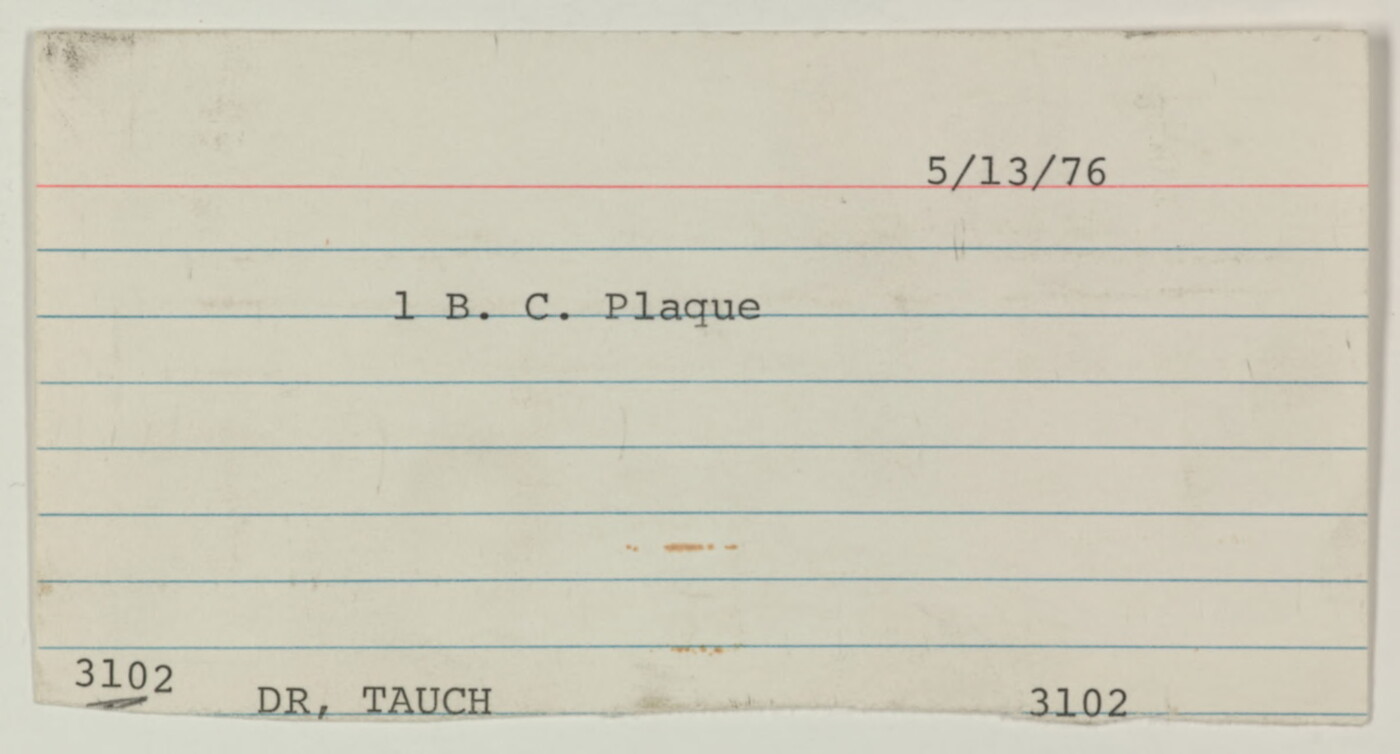 5/13/76
1 B. C. Plaque
3102
DR, TAUCH 3102